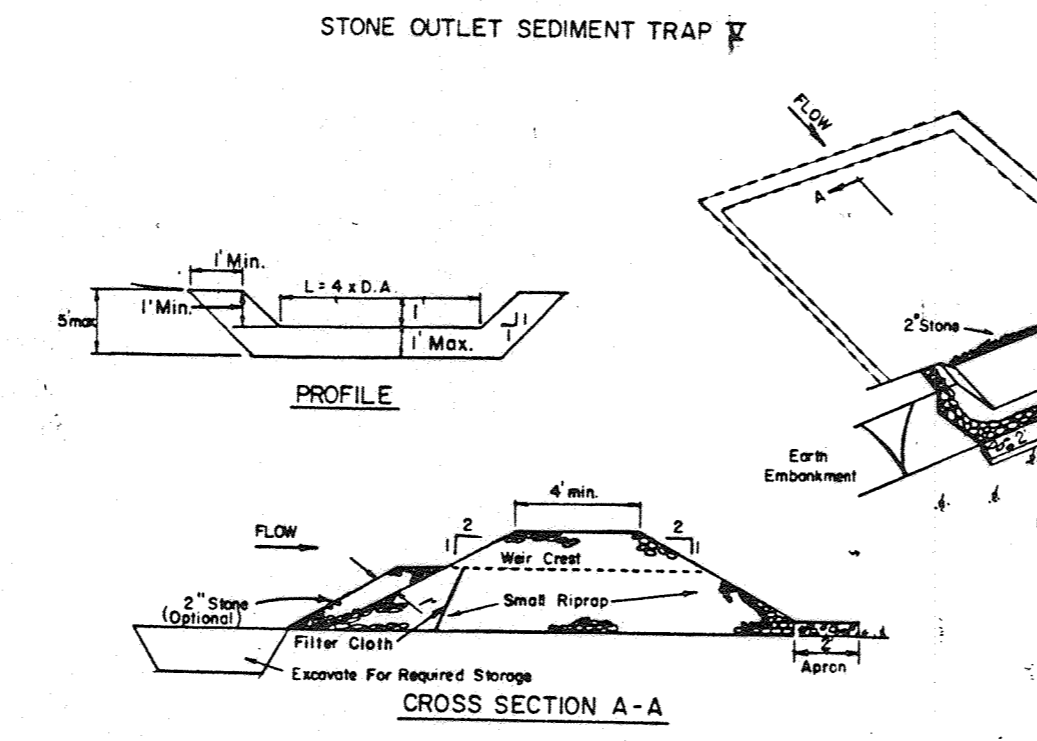 STONE OUTLET SEDIMENT TRAP V
FLOW
A
1' Min.
L = 4 x D.A.
1' Min.
1'
5' max
1' Max.
1
1
PROFILE
2" Stone
2'
Earth
Embankment
4' min.
FLOW
1
2
2
1
Weir Crest
2" Stone
(Optional)
Small Riprap
Filter Cloth
2'
Apron
Excavate For Required Storage
CROSS SECTION A-A